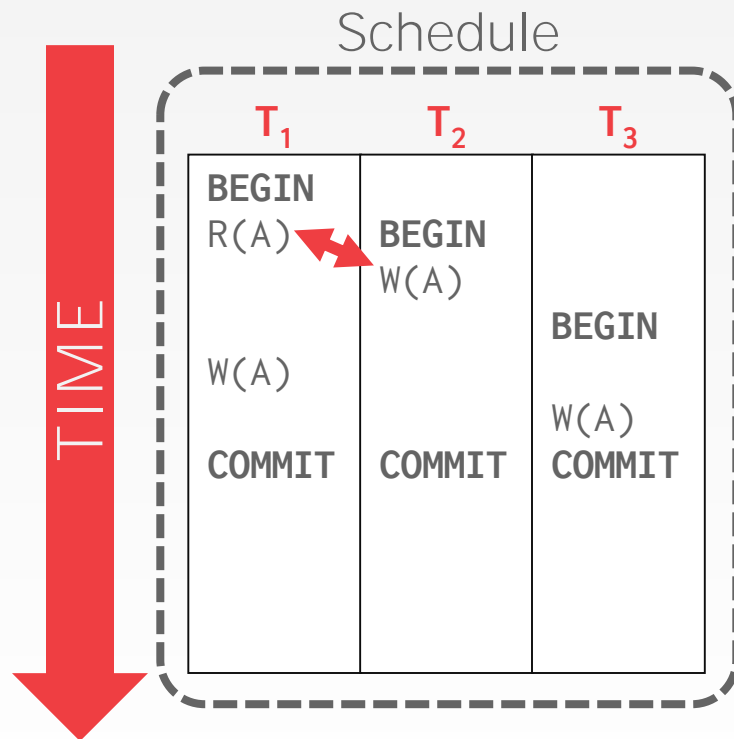 Schedule
TIME
T₁ T₂ T₃
BEGIN
R(A) BEGIN
W(A)
BEGIN
W(A)
W(A)
COMMIT COMMIT COMMIT